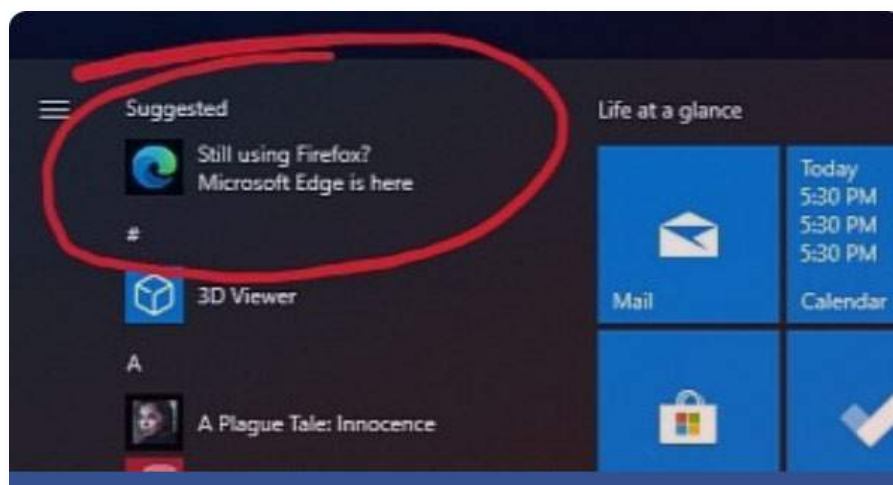 Suggested
Still using Firefox?
Microsoft Edge is here
#
3D Viewer
A
A Plague Tale: Innocence
Life at a glance
Mail
Today
5:30 PM
5:30 PM
5:30 PM
Calendar